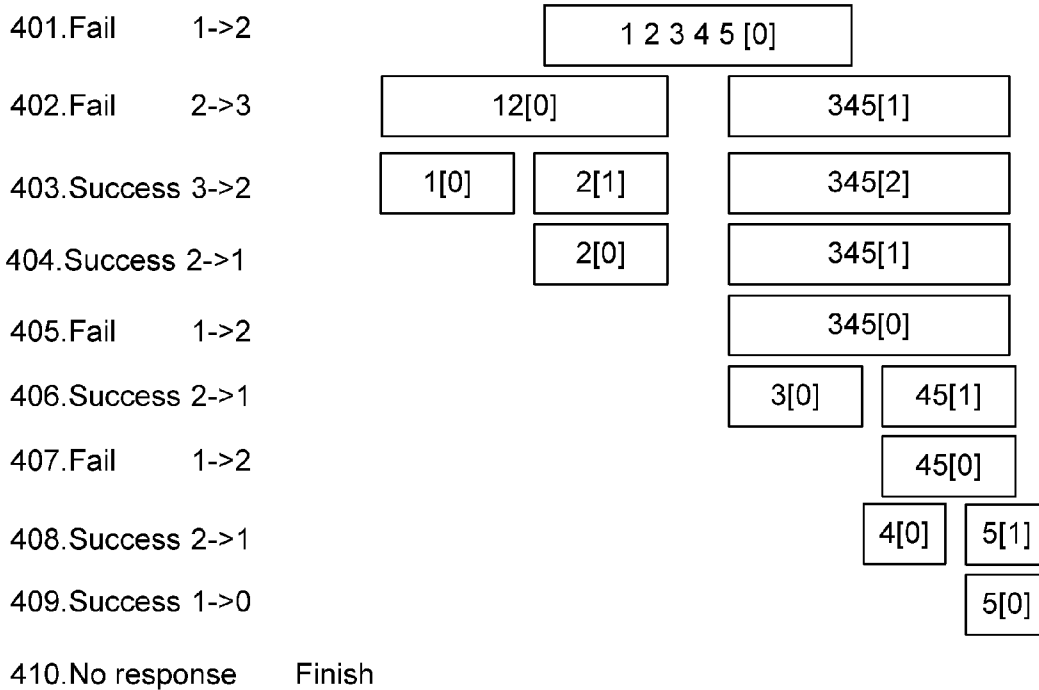 401.Fail 1->2 1 2 3 4 5 [0]
402.Fail 2->3 12[0] 345[1]
403.Success 3->2 1[0] 2[1] 345[2]
404.Success 2->1 2[0] 345[1]
405.Fail 1->2 345[0]
406.Success 2->1 3[0] 45[1]
407.Fail 1->2 45[0]
408.Success 2->1 4[0] 5[1]
409.Success 1->0 5[0]
410.No response Finish